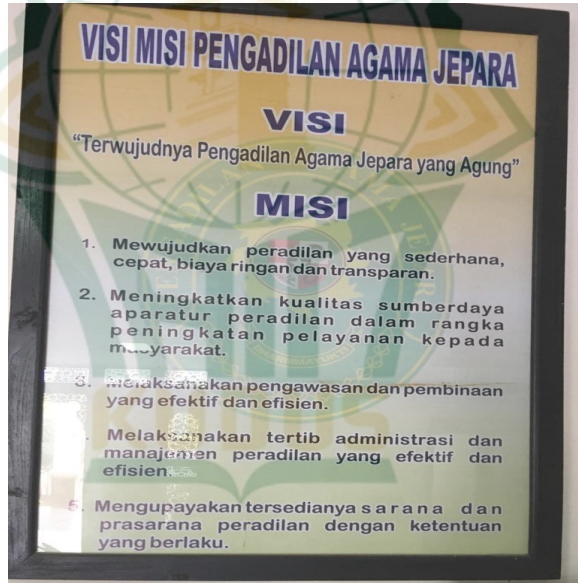 VISI MISI PENGADILAN AGAMA JEPARA
VISI
"Terwujudnya Pengadilan Agama Jepara yang Agung"
MISI
1. Mewujudkan peradilan yang sederhana,
cepat, biaya ringan dan transparan.
2. Meningkatkan kualitas sumberdaya
aparatur peradilan dalam rangka
peningkatan pelayanan kepada
masyarakat.
3. Melaksanakan pengawasan dan pembinaan
yang efektif dan efisien.
. Melaksanakan tertib administrasi dan
manajemen peradilan yang efektif dan
efisien.
5. Mengupayakan tersedianya sarana dan
prasarana peradilan dengan ketentuan
yang berlaku.
KUDUS